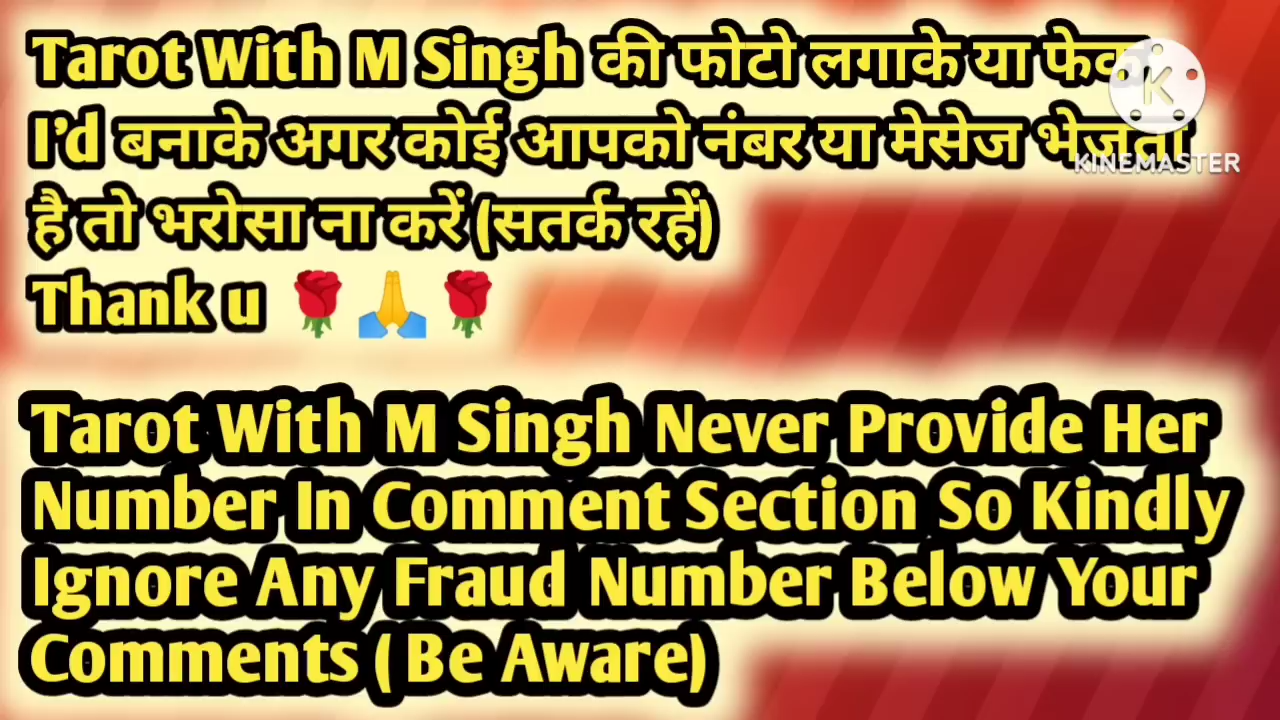 Tarot With M Singh की फोटो लगाके या फेक
I'd बनाके अगर कोई आपको नंबर या मेसेज भेजता
है तो भरोसा ना करें (सतर्क रहें)
Thank u 🌹🙏🌹
Tarot With M Singh Never Provide Her
Number In Comment Section So Kindly
Ignore Any Fraud Number Below Your
Comments ( Be Aware)
K
KINEMASTER